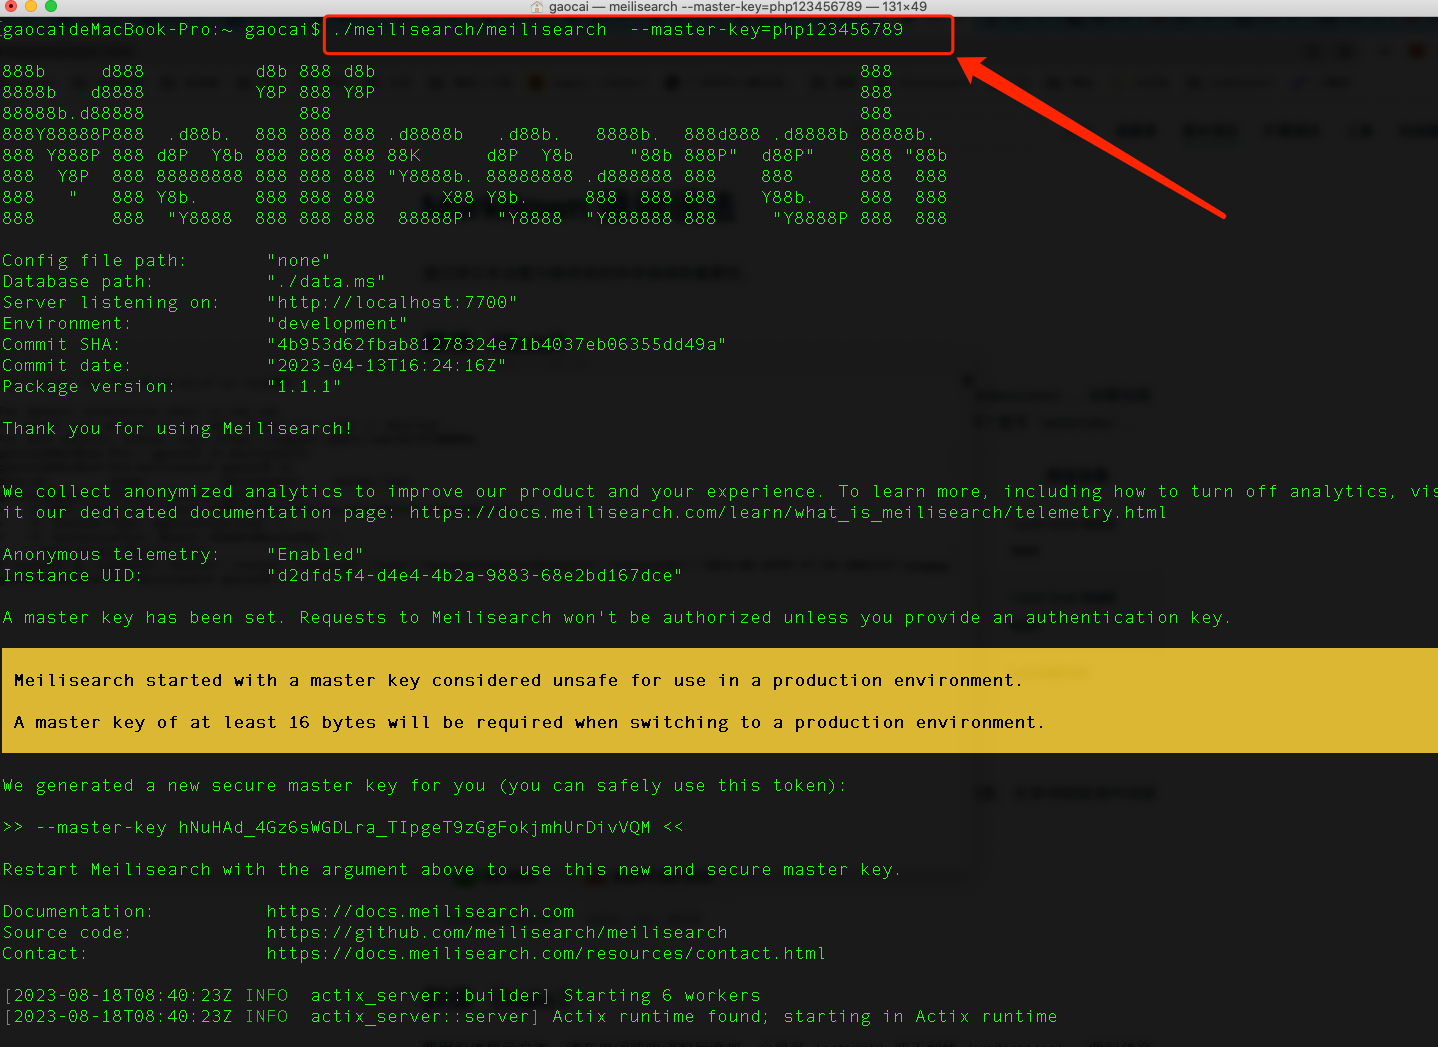 gaocai — meilisearch --master-key=php123456789 — 131×49
[gaocaideMacBook-Pro:~ gaocai$ ./meilisearch/meilisearch  --master-key=php123456789
888b     d888          d8b 888 d8b                                            888
8888b   d8888          Y8P 888 Y8P                                            888
88888b.d88888              888                                                888
888Y88888P888  .d88b.  888 888 888 .d8888b   .d88b.   8888b.  888d888 .d8888b 88888b.
888 Y888P 888 d8P  Y8b 888 888 888 88K      d8P  Y8b     "88b 888P"  d88P"    888 "88b
888  Y8P  888 88888888 888 888 888 "Y8888b. 88888888 .d888888 888    888      888  888
888   "   888 Y8b.     888 888 888      X88 Y8b.     888  888 888    Y88b.    888  888
888       888  "Y8888  888 888 888  88888P'  "Y8888  "Y888888 888     "Y8888P 888  888
Config file path:       "none"
Database path:          "./data.ms"
Server listening on:    "http://localhost:7700"
Environment:            "development"
Commit SHA:             "4b953d62fbab81278324e71b4037eb06355dd49a"
Commit date:            "2023-04-13T16:24:16Z"
Package version:        "1.1.1"
Thank you for using Meilisearch!
We collect anonymized analytics to improve our product and your experience. To learn more, including how to turn off analytics, vis
it our dedicated documentation page: https://docs.meilisearch.com/learn/what_is_meilisearch/telemetry.html
Anonymous telemetry:    "Enabled"
Instance UID:           "d2dfd5f4-d4e4-4b2a-9883-68e2bd167dce"
A master key has been set. Requests to Meilisearch won't be authorized unless you provide an authentication key.
Meilisearch started with a master key considered unsafe for use in a production environment.
A master key of at least 16 bytes will be required when switching to a production environment.
We generated a new secure master key for you (you can safely use this token):
>> --master-key hNuHAd_4Gz6sWGDLra_TIpgeT9zGgFokjmhUrDivVQM <<
Restart Meilisearch with the argument above to use this new and secure master key.
Documentation:          https://docs.meilisearch.com
Source code:            https://github.com/meilisearch/meilisearch
Contact:                https://docs.meilisearch.com/resources/contact.html
[2023-08-18T08:40:23Z INFO  actix_server::builder] Starting 6 workers
[2023-08-18T08:40:23Z INFO  actix_server::server] Actix runtime found; starting in Actix runtime